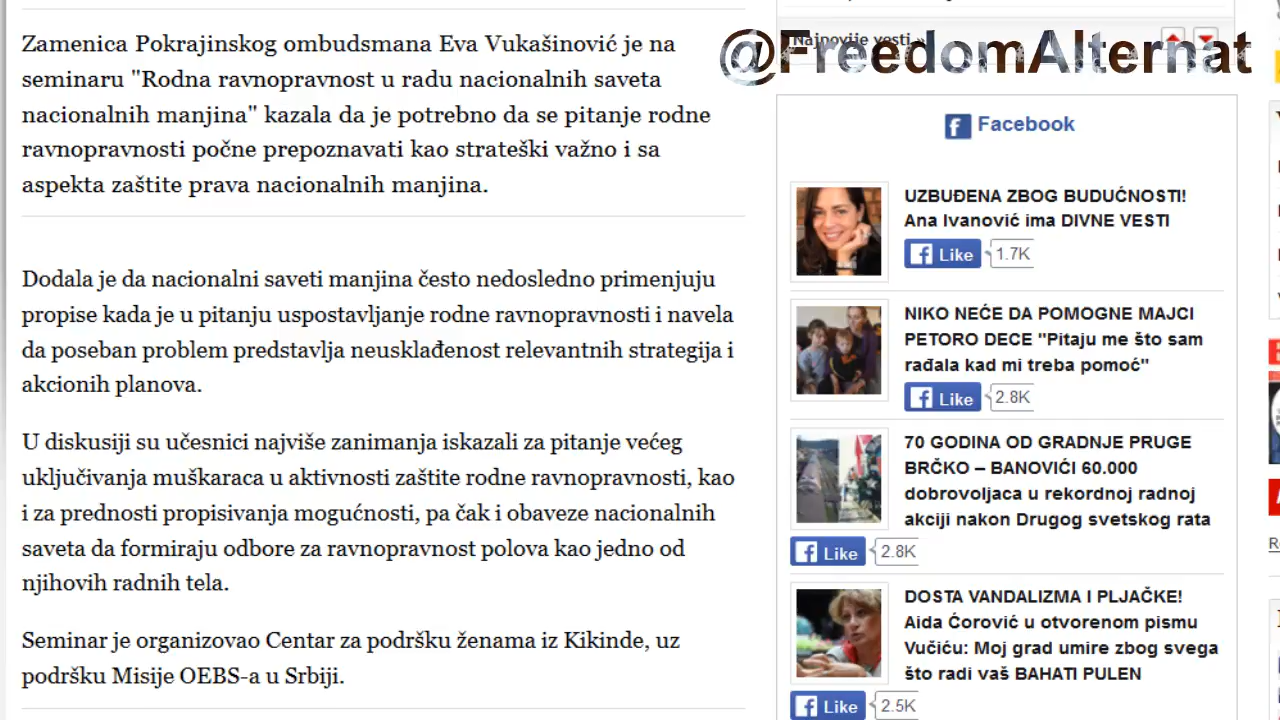 Zamenica Pokrajinskog ombudsmana Eva Vukašinović je na
seminaru "Rodna ravnopravnost u radu nacionalnih saveta
nacionalnih manjina" kazala da je potrebno da se pitanje rodne
ravnopravnosti počne prepoznavati kao strateški važno i sa
aspekta zaštite prava nacionalnih manjina.
Dodala je da nacionalni saveti manjina često nedosledno primenjuju
propise kada je u pitanju uspostavljanje rodne ravnopravnosti i navela
da poseban problem predstavlja neusklađenost relevantnih strategija i
akcionih planova.
U diskusiji su učesnici najviše zanimanja iskazali za pitanje većeg
uključivanja muškaraca u aktivnosti zaštite rodne ravnopravnosti, kao
i za prednosti propisivanja mogućnosti, pa čak i obaveze nacionalnih
saveta da formiraju odbore za ravnopravnost polova kao jedno od
njihovih radnih tela.
Seminar je organizovao Centar za podršku ženama iz Kikinde, uz
podršku Misije OEBS-a u Srbiji.
Najnovije vesti »
@FreedomAlternat
Facebook
UZBUĐENA ZBOG BUDUĆNOSTI!
Ana Ivanović ima DIVNE VESTI
Like 1.7K
NIKO NEĆE DA POMOGNE MAJCI
PETORO DECE "Pitaju me što sam
rađala kad mi treba pomoć"
Like 2.8K
70 GODINA OD GRADNJE PRUGE
BRČKO – BANOVIĆI 60.000
dobrovoljaca u rekordnoj radnoj
akciji nakon Drugog svetskog rata
Like 2.8K
DOSTA VANDALIZMA I PLJAČKE!
Aida Ćorović u otvorenom pismu
Vučiću: Moj grad umire zbog svega
što radi vaš BAHATI PULEN
Like 2.5K